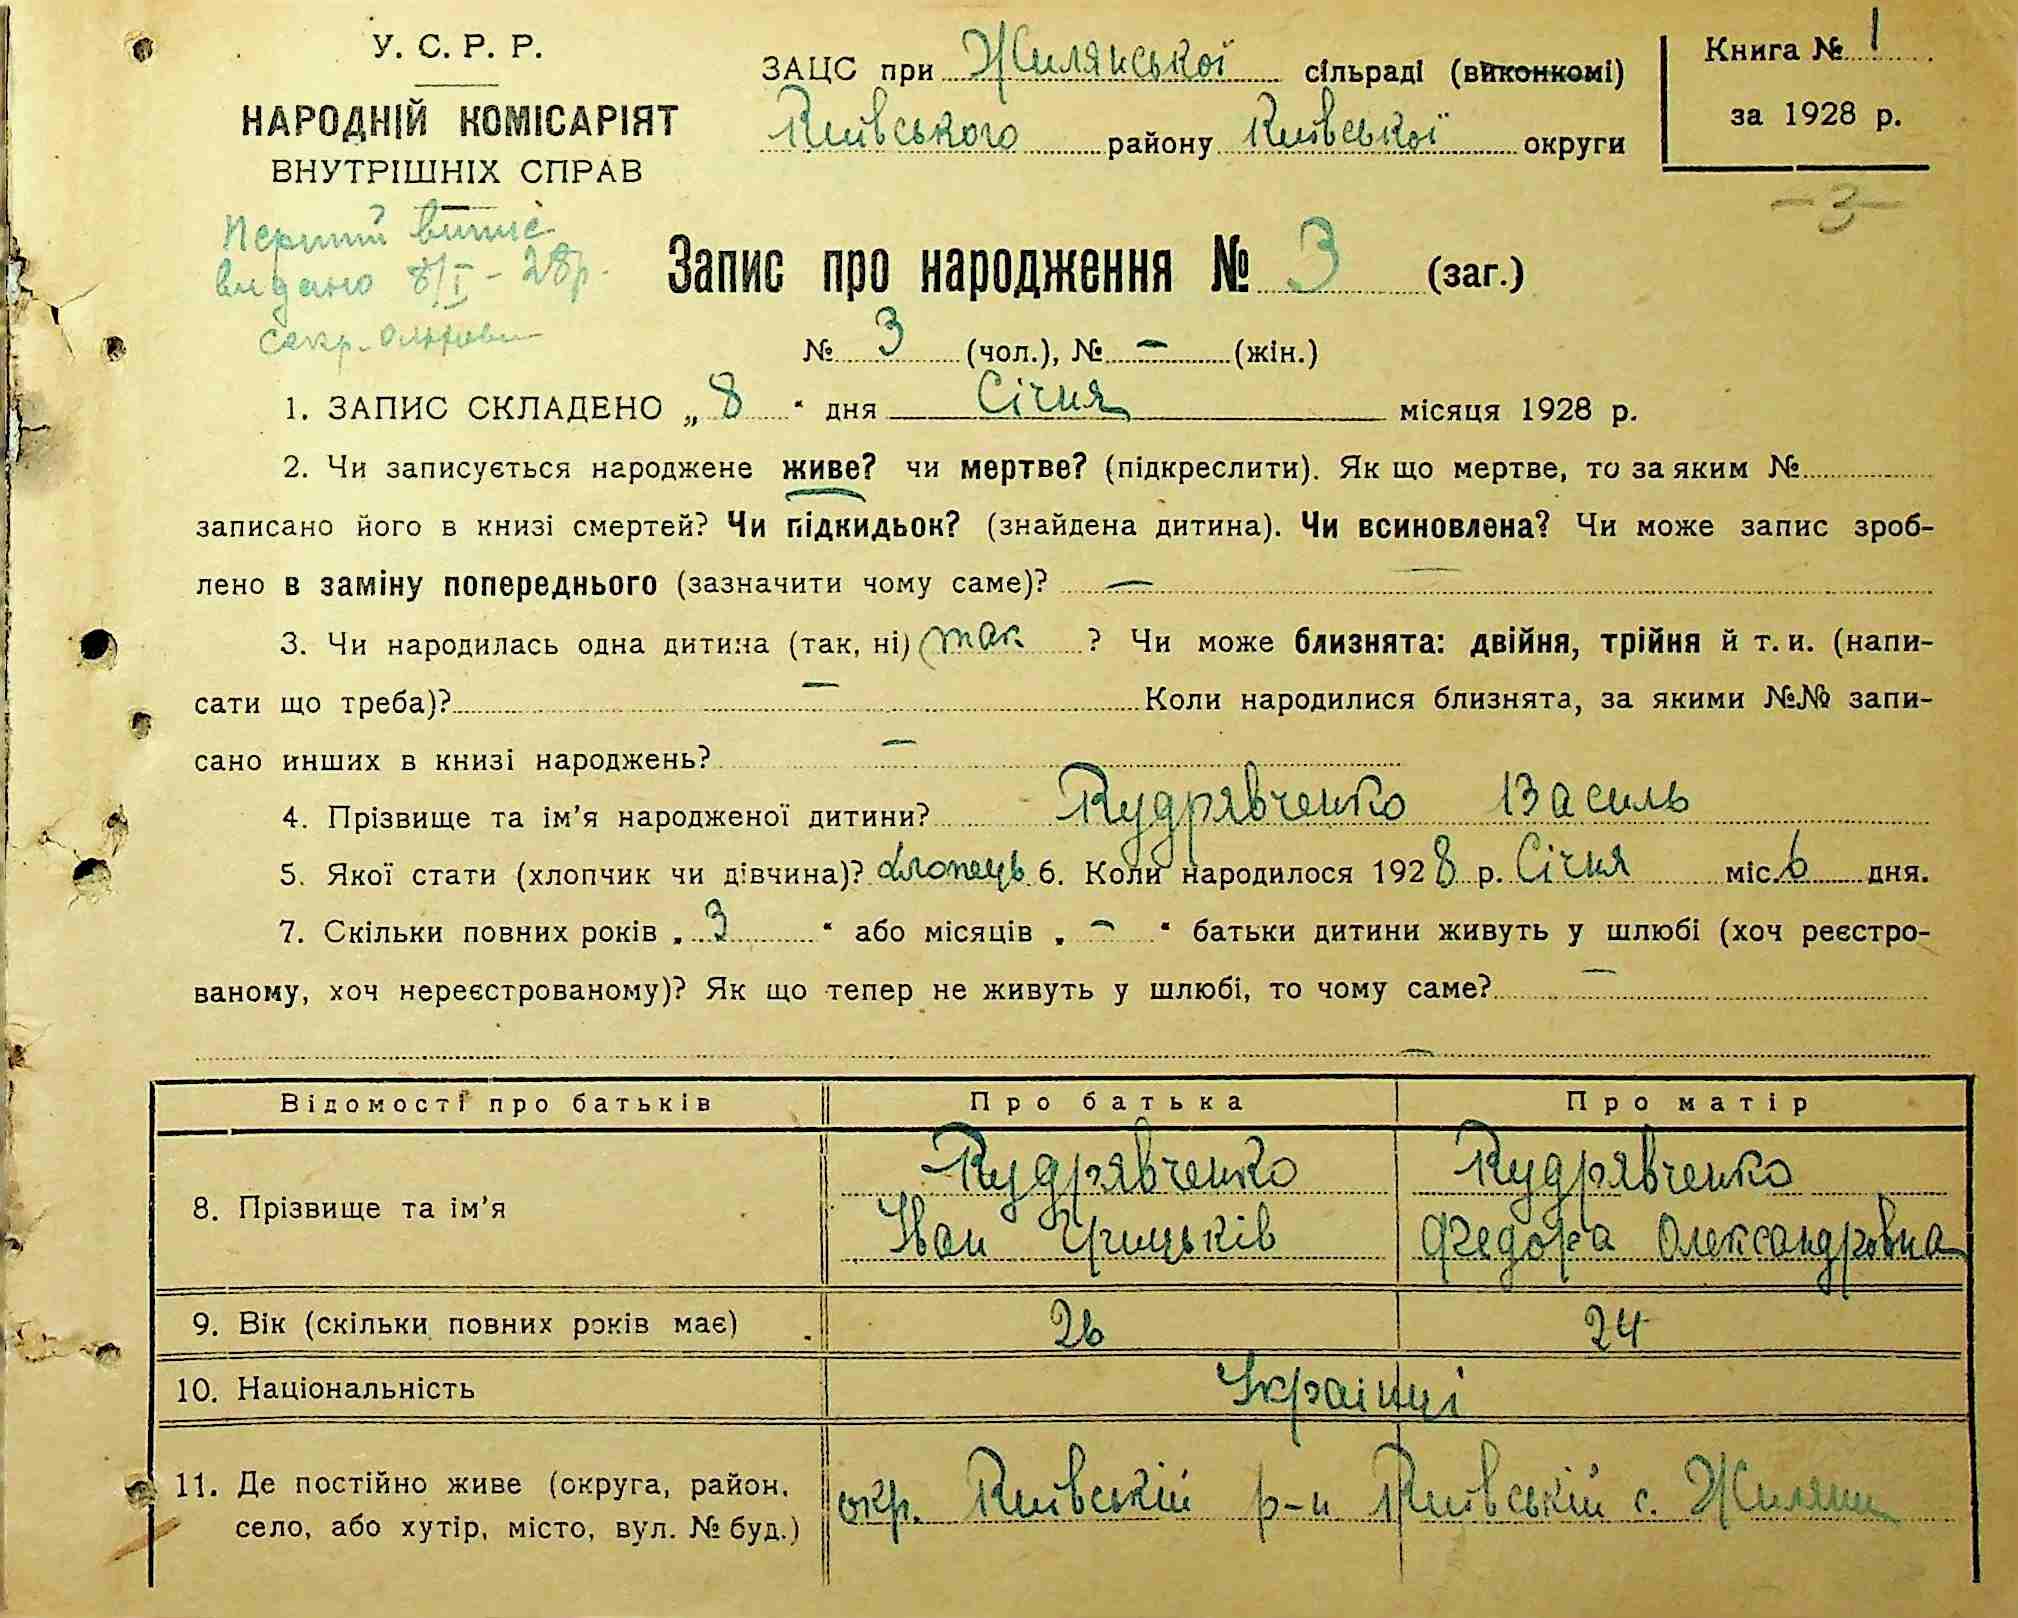 У. С. Р. Р.
НАРОДНІЙ КОМІСАРІЯТ
ВНУТРІШНІХ СПРАВ
ЗАЦС при Жилянської сільраді (виконкомі)
Київського району Київської округи
Книга № 1
за 1928 р.
-3-
Перший випис
видано 8/I - 28р.
секр.
Запис про народження № 3 (заг.)
№ 3 (чол.), № - (жін.)
1. ЗАПИС СКЛАДЕНО „ 8 “ дня Січня місяця 1928 р.
2. Чи записується народжене живе? чи мертве? (підкреслити). Як що мертве, то за яким №
записано його в книзі смертей? Чи підкидьок? (знайдена дитина). Чи всиновлена? Чи може запис зроб-
лено в заміну попереднього (зазначити чому саме)? —
3. Чи народилась одна дитина (так, ні) так ? Чи може близнята: двійня, трійня й т. и. (напи-
сати що треба)? — Коли народилися близнята, за якими №№ запи-
сано инших в книзі народжень? —
4. Прізвище та ім'я народженої дитини? Кудрявченко Василь
5. Якої стати (хлопчик чи дівчина)? хлопець 6. Коли народилося 1928 р. Січня міс. 6 дня.
7. Скільки повних років „ 3 “ або місяців „ - “ батьки дитини живуть у шлюбі (хоч реєстро-
ваному, хоч нереєстрованому)? Як що тепер не живуть у шлюбі, то чому саме? —
—
Відомості про батьків Про батька Про матір
8. Прізвище та ім'я Кудрявченко Іван Грицьків Кудрявченко Федора Олександровна
9. Вік (скільки повних років має) 26 24
10. Національність Українці
11. Де постійно живе (округа, район,
село, або хутір, місто, вул. № буд.) окр. Київській р-н Київській с. Жиляни